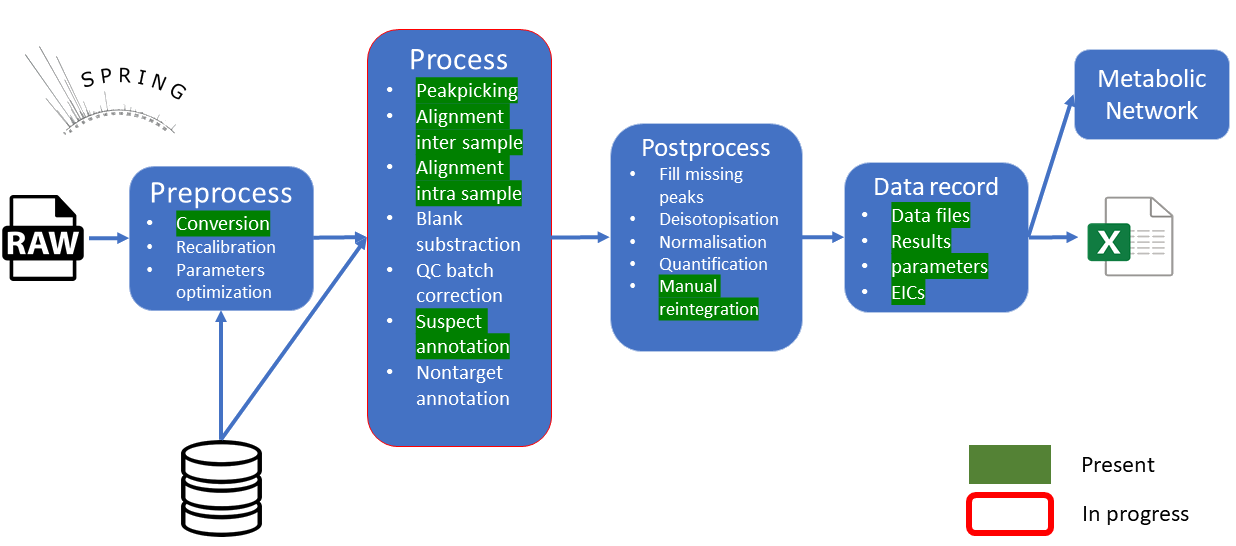 SPRING
RAW
Preprocess
• Conversion
• Recalibration
• Parameters
optimization
Process
• Peakpicking
• Alignment
inter sample
• Alignment
intra sample
• Blank
substraction
• QC batch
correction
• Suspect
annotation
• Nontarget
annotation
Postprocess
• Fill missing
peaks
• Deisotopisation
• Normalisation
• Quantification
• Manual
reintegration
Data record
• Data files
• Results
• parameters
• EICs
Metabolic
Network
X
Present
In progress